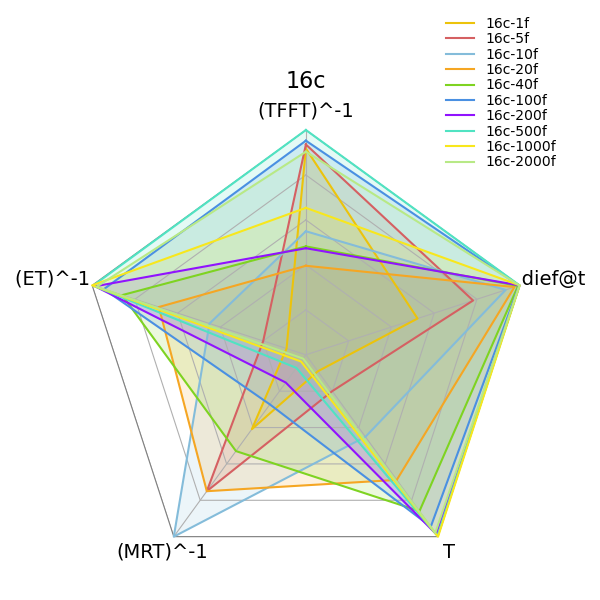 16c-1f
16c-5f
16c-10f
16c-20f
16c-40f
16c-100f
16c-200f
16c-500f
16c-1000f
16c-2000f
16c
(TFFT)^-1
(ET)^-1
dief@t
(MRT)^-1
T